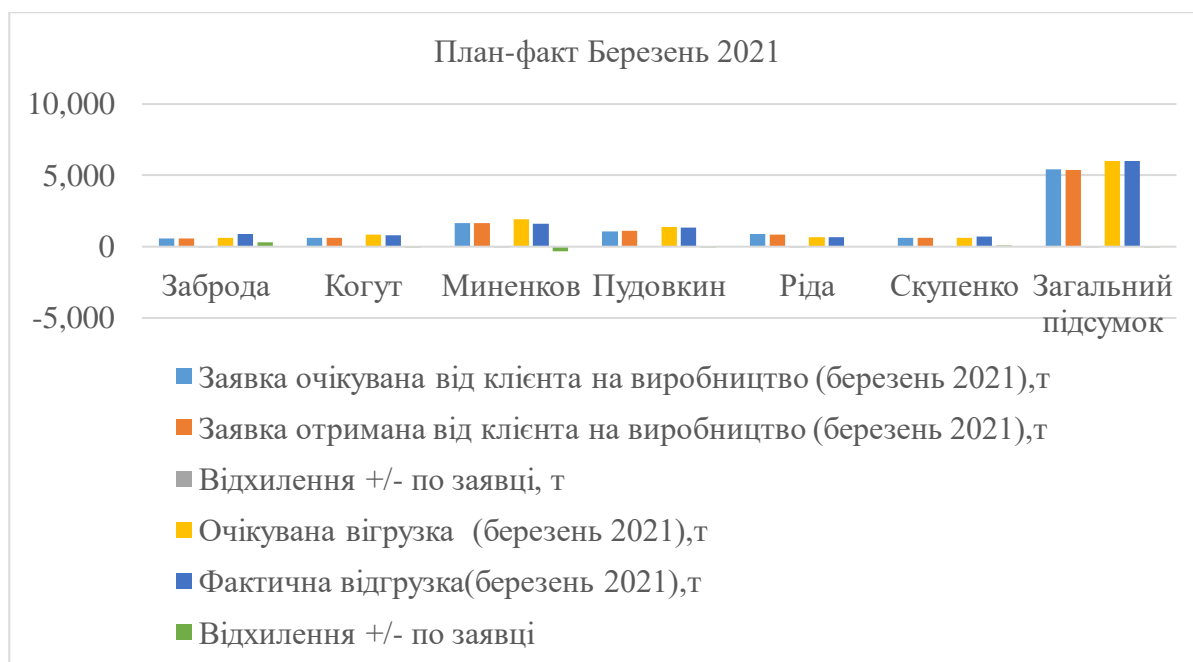 План-факт Березень 2021
10,000
5,000
0
-5,000
Заброда Когут Миненков Пудовкин Ріда Скупенко Загальний
підсумок
Заявка очікувана від клієнта на виробництво (березень 2021),т
Заявка отримана від клієнта на виробництво (березень 2021),т
Відхилення +/- по заявці, т
Очікувана вігрузка (березень 2021),т
Фактична відгрузка(березень 2021),т
Відхилення +/- по заявці